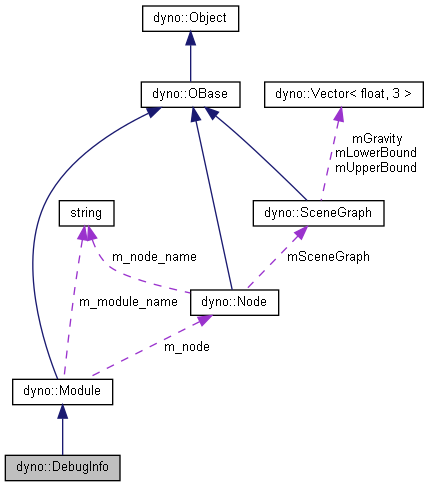 dyno::Object
dyno::OBase
dyno::Vector< float, 3 >
mGravity
mLowerBound
mUpperBound
string
dyno::SceneGraph
m_node_name
mSceneGraph
m_module_name
dyno::Node
m_node
dyno::Module
dyno::DebugInfo